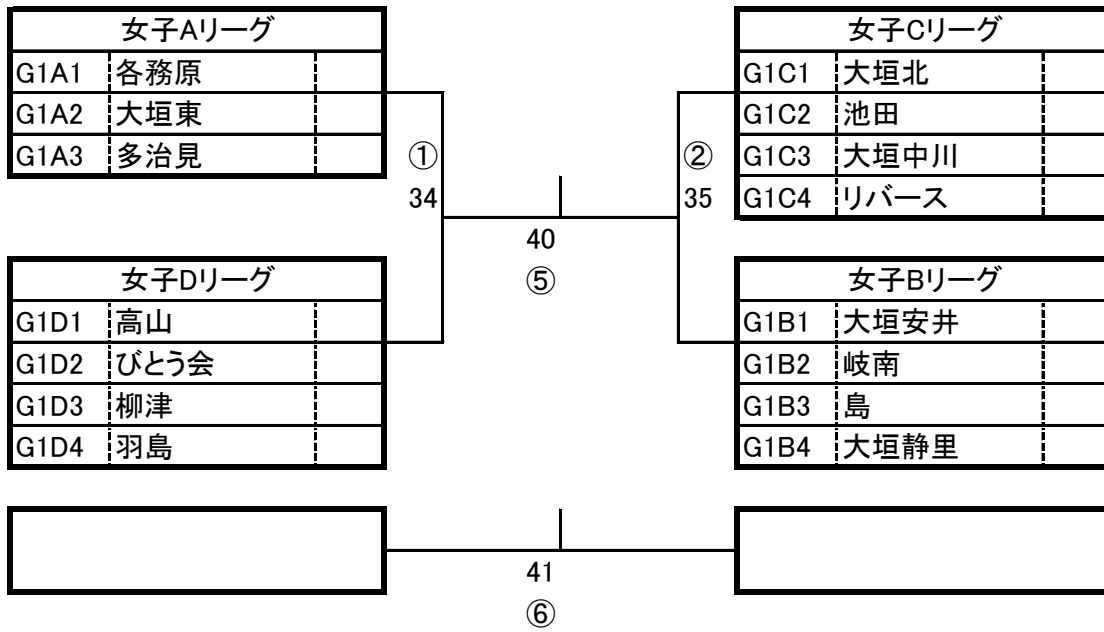 女子Aリーグ
G1A1 各務原
G1A2 大垣東
G1A3 多治見
女子Cリーグ
G1C1 大垣北
G1C2 池田
G1C3 大垣中川
G1C4 リバース
①
34
②
35
40
⑤
女子Dリーグ
G1D1 高山
G1D2 びとう会
G1D3 柳津
G1D4 羽島
女子Bリーグ
G1B1 大垣安井
G1B2 岐南
G1B3 島
G1B4 大垣静里
41
⑥